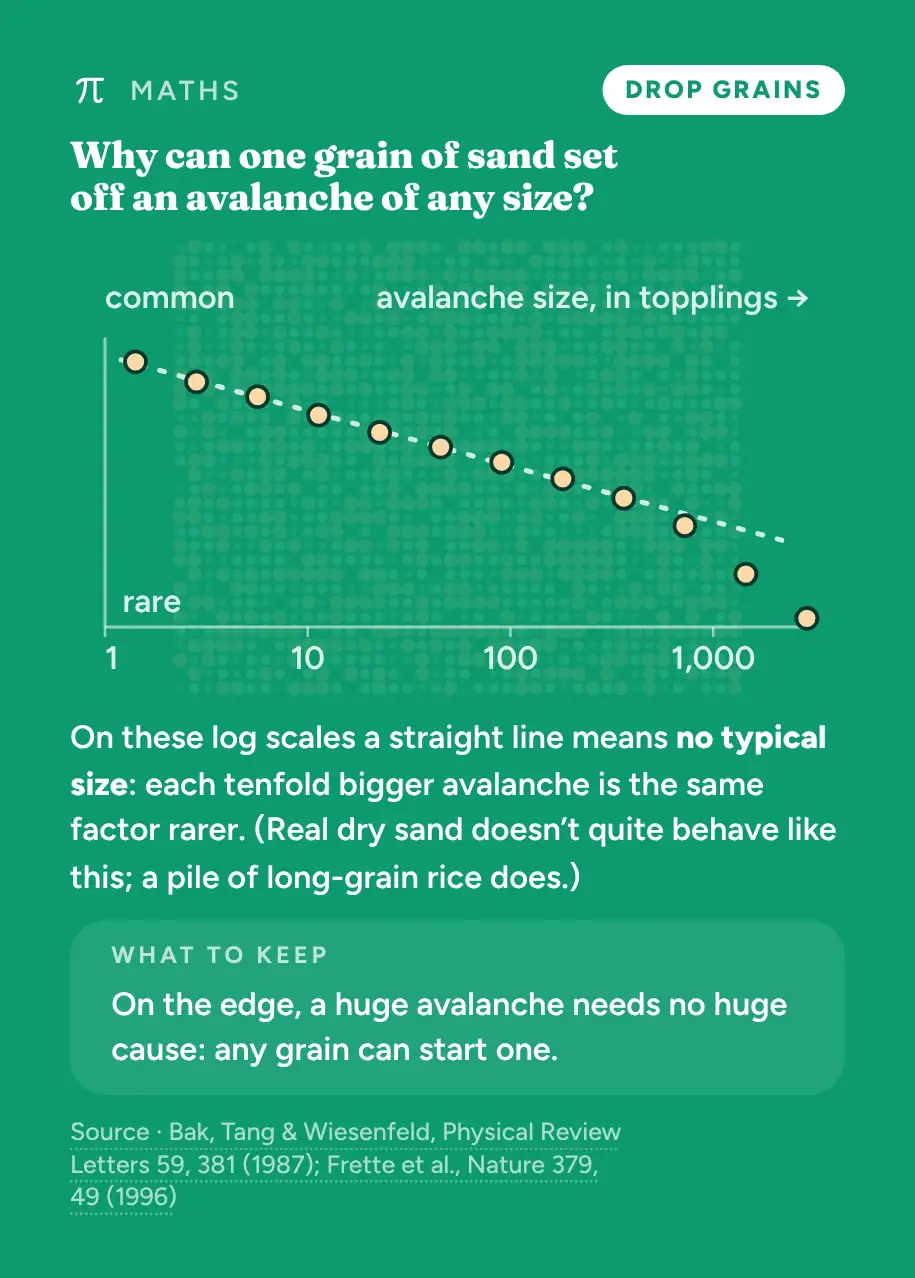 π MATHS
DROP GRAINS
Why can one grain of sand set
off an avalanche of any size?
common
avalanche size, in topplings →
rare
1 10 100 1,000
On these log scales a straight line means no typical
size: each tenfold bigger avalanche is the same
factor rarer. (Real dry sand doesn’t quite behave like
this; a pile of long-grain rice does.)
WHAT TO KEEP
On the edge, a huge avalanche needs no huge
cause: any grain can start one.
Source · Bak, Tang & Wiesenfeld, Physical Review
Letters 59, 381 (1987); Frette et al., Nature 379,
49 (1996)